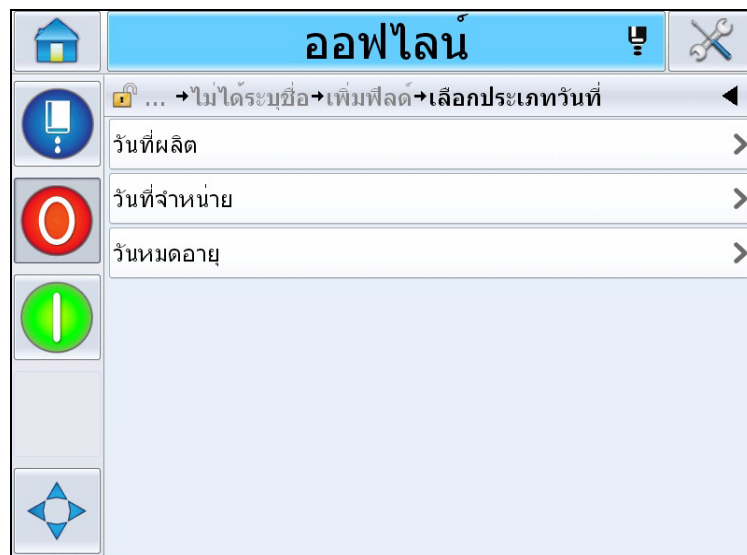 ออฟไลน์
... →ไม่ได้ระบุชื่อ→เพิ่มฟิลด์→เลือกประเภทวันที่
วันที่ผลิต
วันที่จำหน่าย
วันหมดอายุ